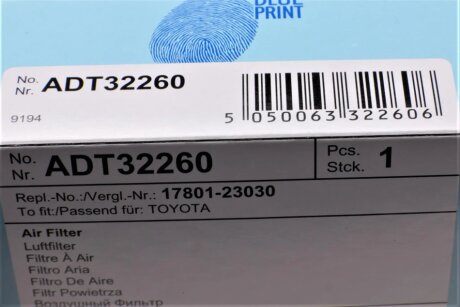 BLUE
PRINT
No.
Nr. ADT32260
9194
5 050063 322606
No.
Nr. ADT32260
Pcs.
Stck. 1
Repl.-No.:/Vergl.-Nr.: 17801-23030
To fit:/Passend für: TOYOTA
Air Filter
Luftfilter
Filtre À Air
Filtro Aria
Filtro De Aire
Filtr Powietrza
Воздушный Фильтр